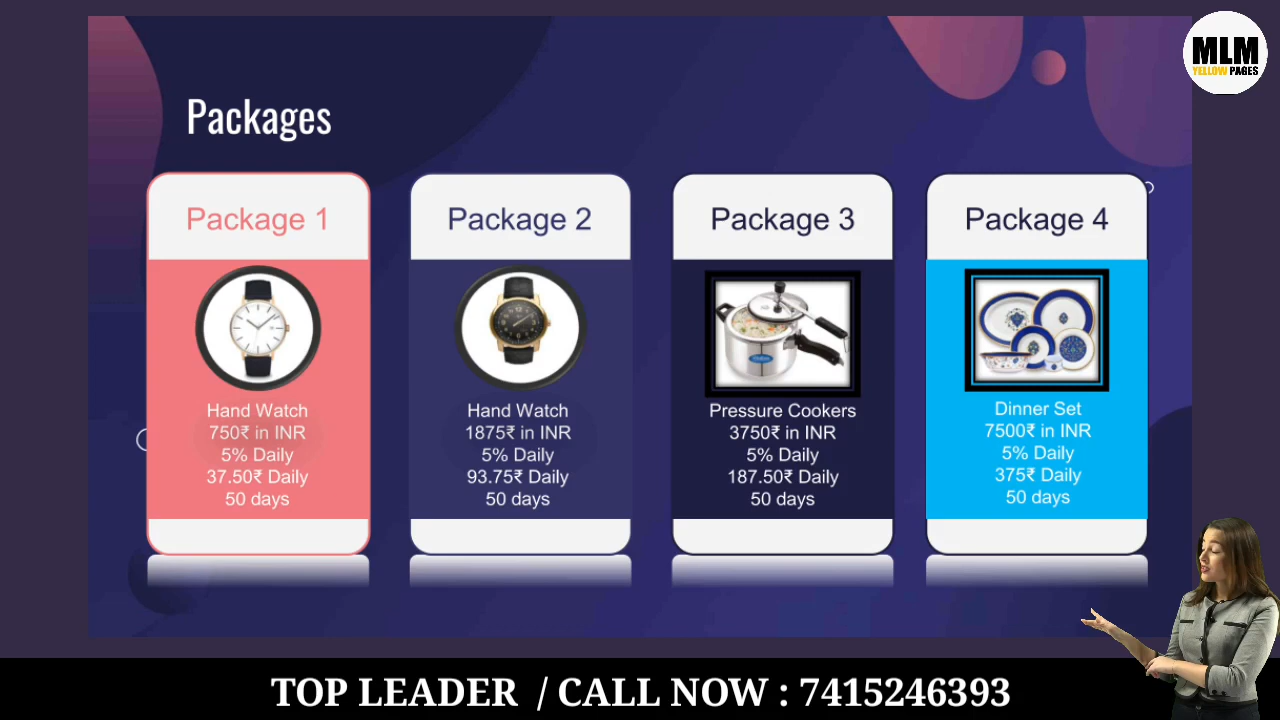 MLM
YELLOW PAGES
Packages
Package 1
Hand Watch
750₹ in INR
5% Daily
37.50₹ Daily
50 days
Package 2
Hand Watch
1875₹ in INR
5% Daily
93.75₹ Daily
50 days
Package 3
Pressure Cookers
3750₹ in INR
5% Daily
187.50₹ Daily
50 days
Package 4
Dinner Set
7500₹ in INR
5% Daily
375₹ Daily
50 days
TOP LEADER / CALL NOW : 7415246393